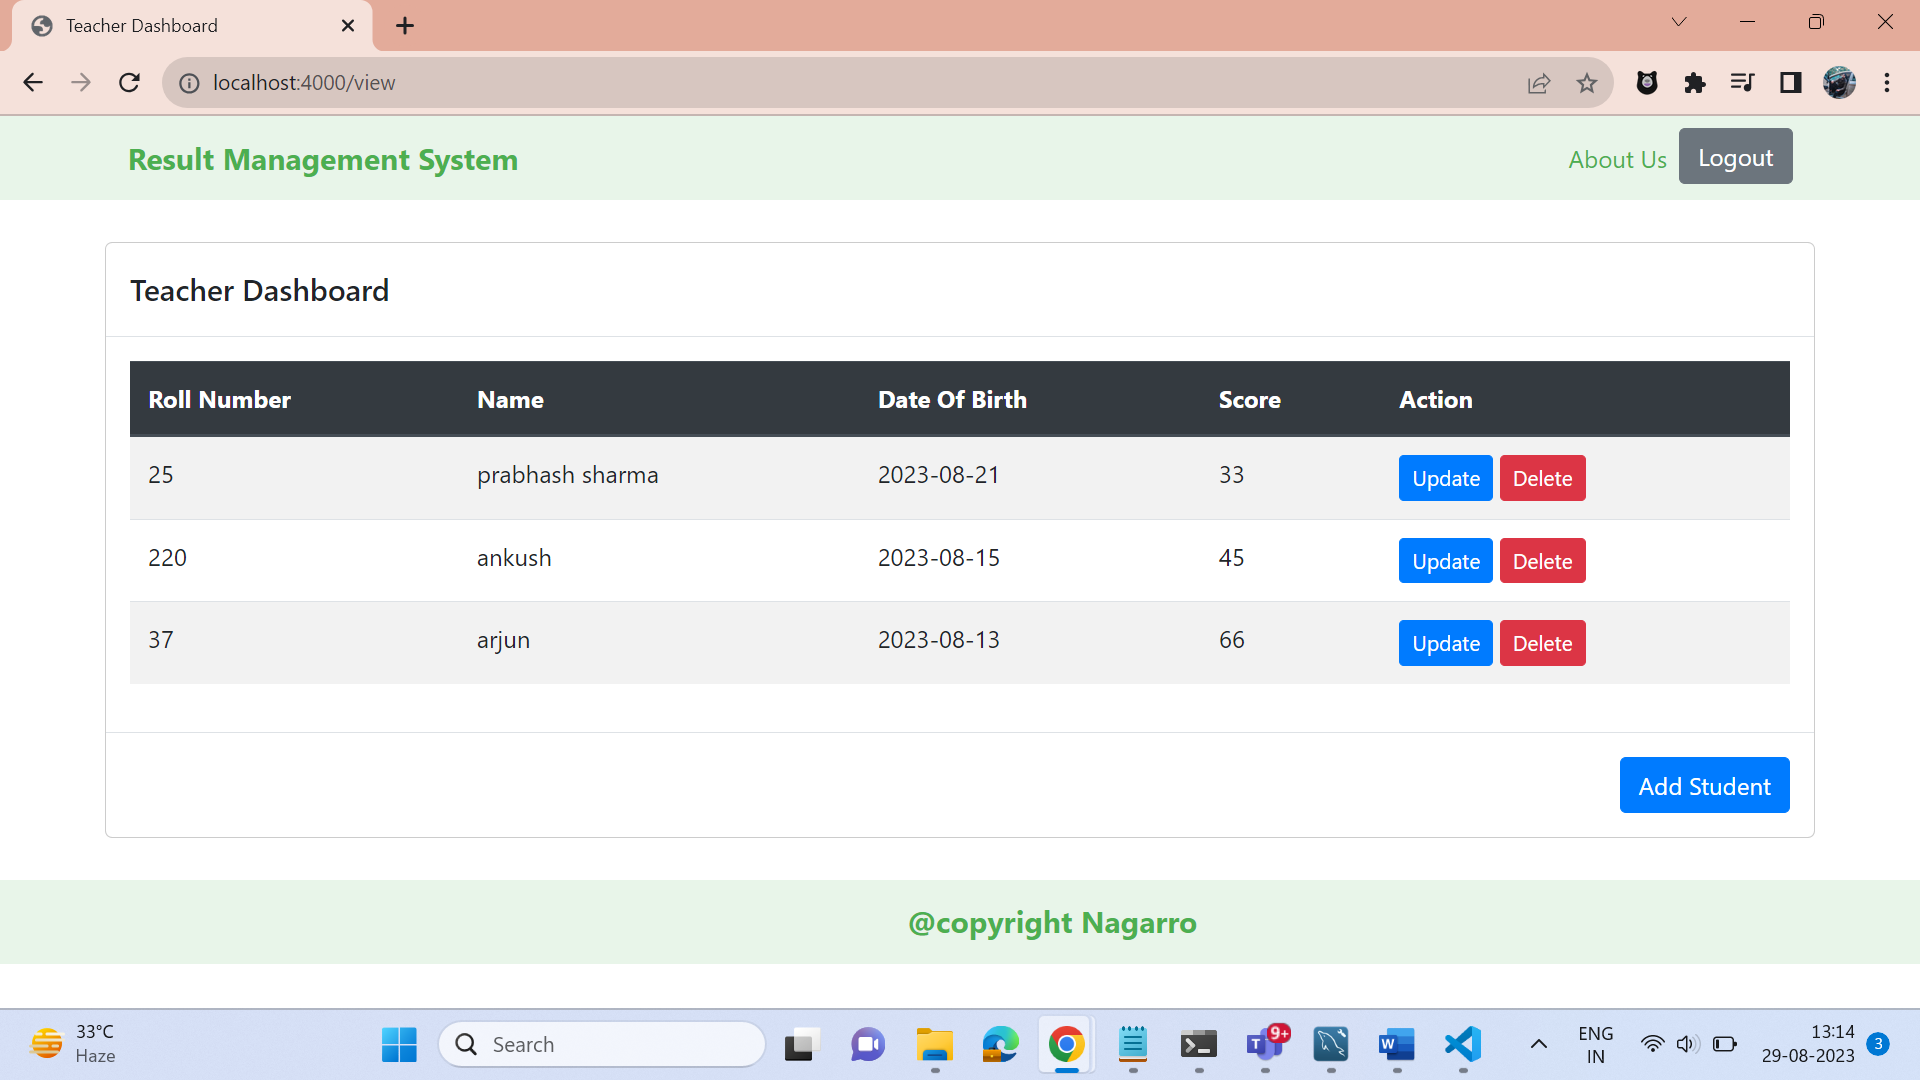 Teacher Dashboard
localhost:4000/view
Result Management System
About Us Logout
Teacher Dashboard
Roll Number Name Date Of Birth Score Action
25 prabhash sharma 2023-08-21 33 Update Delete
220 ankush 2023-08-15 45 Update Delete
37 arjun 2023-08-13 66 Update Delete
Add Student
@copyright Nagarro
33°C
Haze
Search
9+
T
W
ENG
IN
13:14
29-08-2023
3